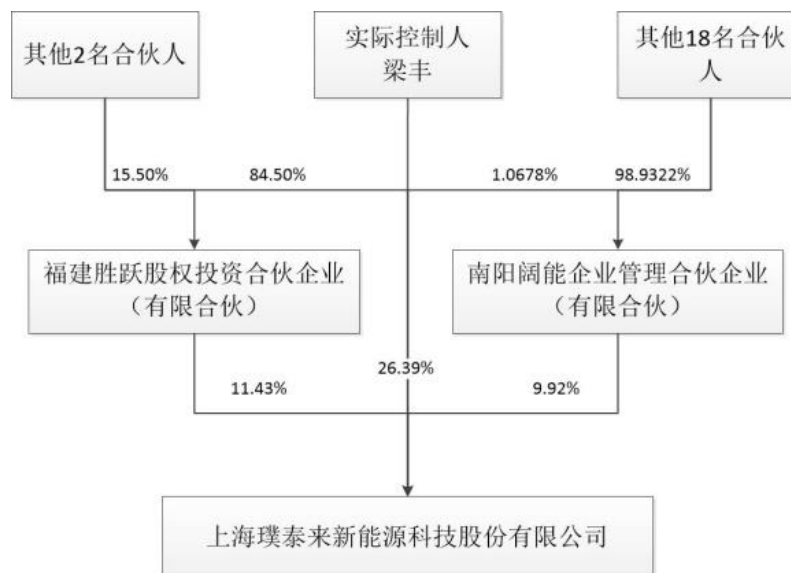 其他2名合伙人
实际控制人
梁丰
其他18名合伙
人
15.50%
84.50%
1.0678%
98.9322%
福建胜跃股权投资合伙企业
（有限合伙）
南阳阔能企业管理合伙企业
（有限合伙）
26.39%
11.43%
9.92%
上海璞泰来新能源科技股份有限公司